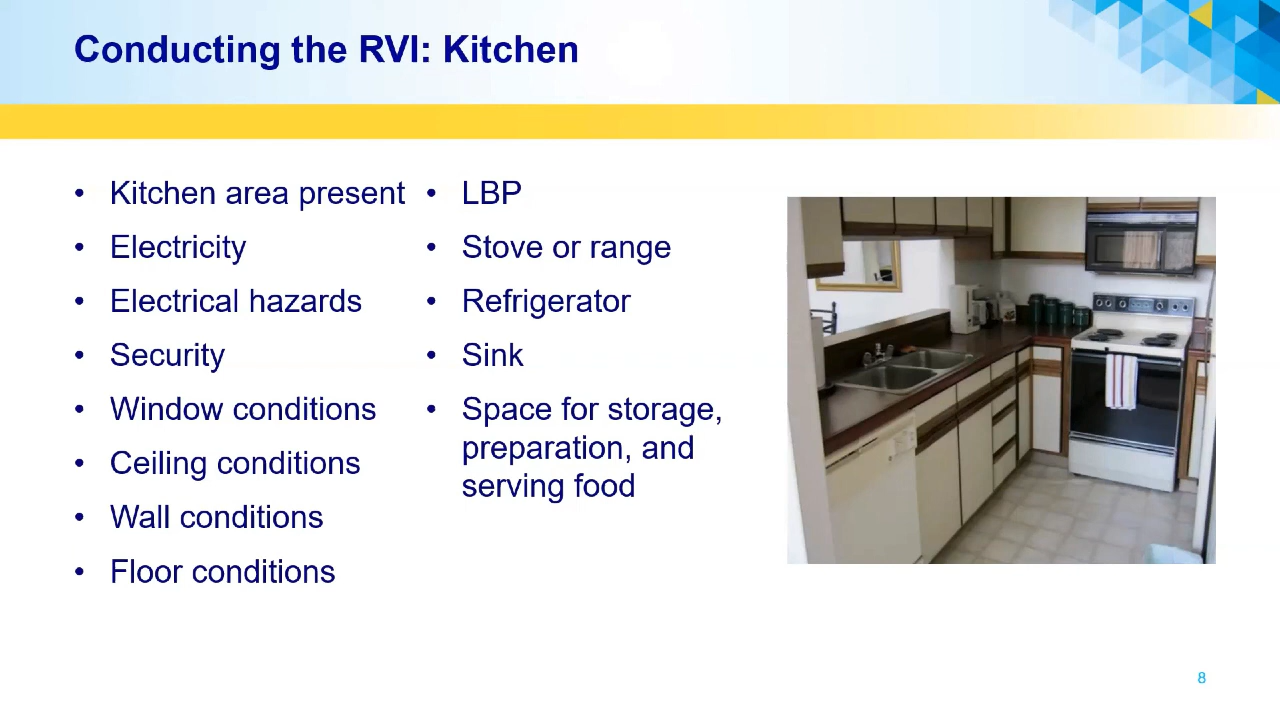 Conducting the RVI: Kitchen
• Kitchen area present
• Electricity
• Electrical hazards
• Security
• Window conditions
• Ceiling conditions
• Wall conditions
• Floor conditions
• LBP
• Stove or range
• Refrigerator
• Sink
• Space for storage,
preparation, and
serving food
8